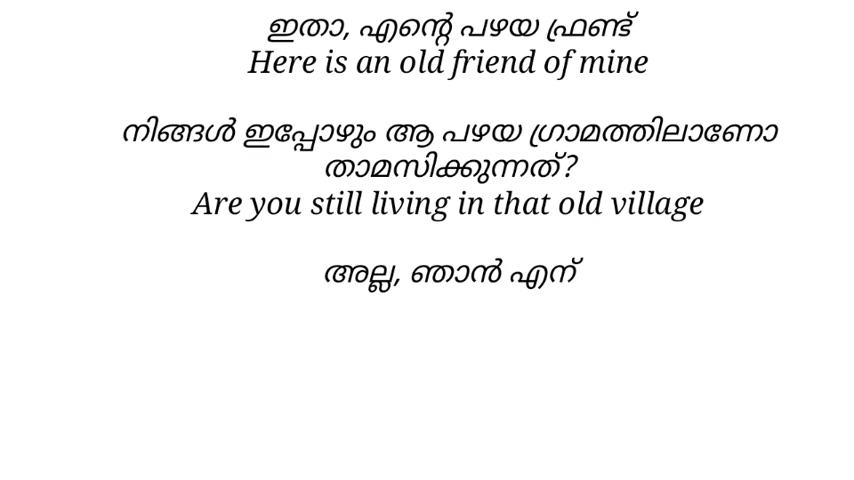 ഇതാ, എന്റെ പഴയ ഫ്രണ്ട്
Here is an old friend of mine
നിങ്ങൾ ഇപ്പോഴും ആ പഴയ ഗ്രാമത്തിലാണോ
താമസിക്കുന്നത്?
Are you still living in that old village
അല്ല, ഞാൻ എന്